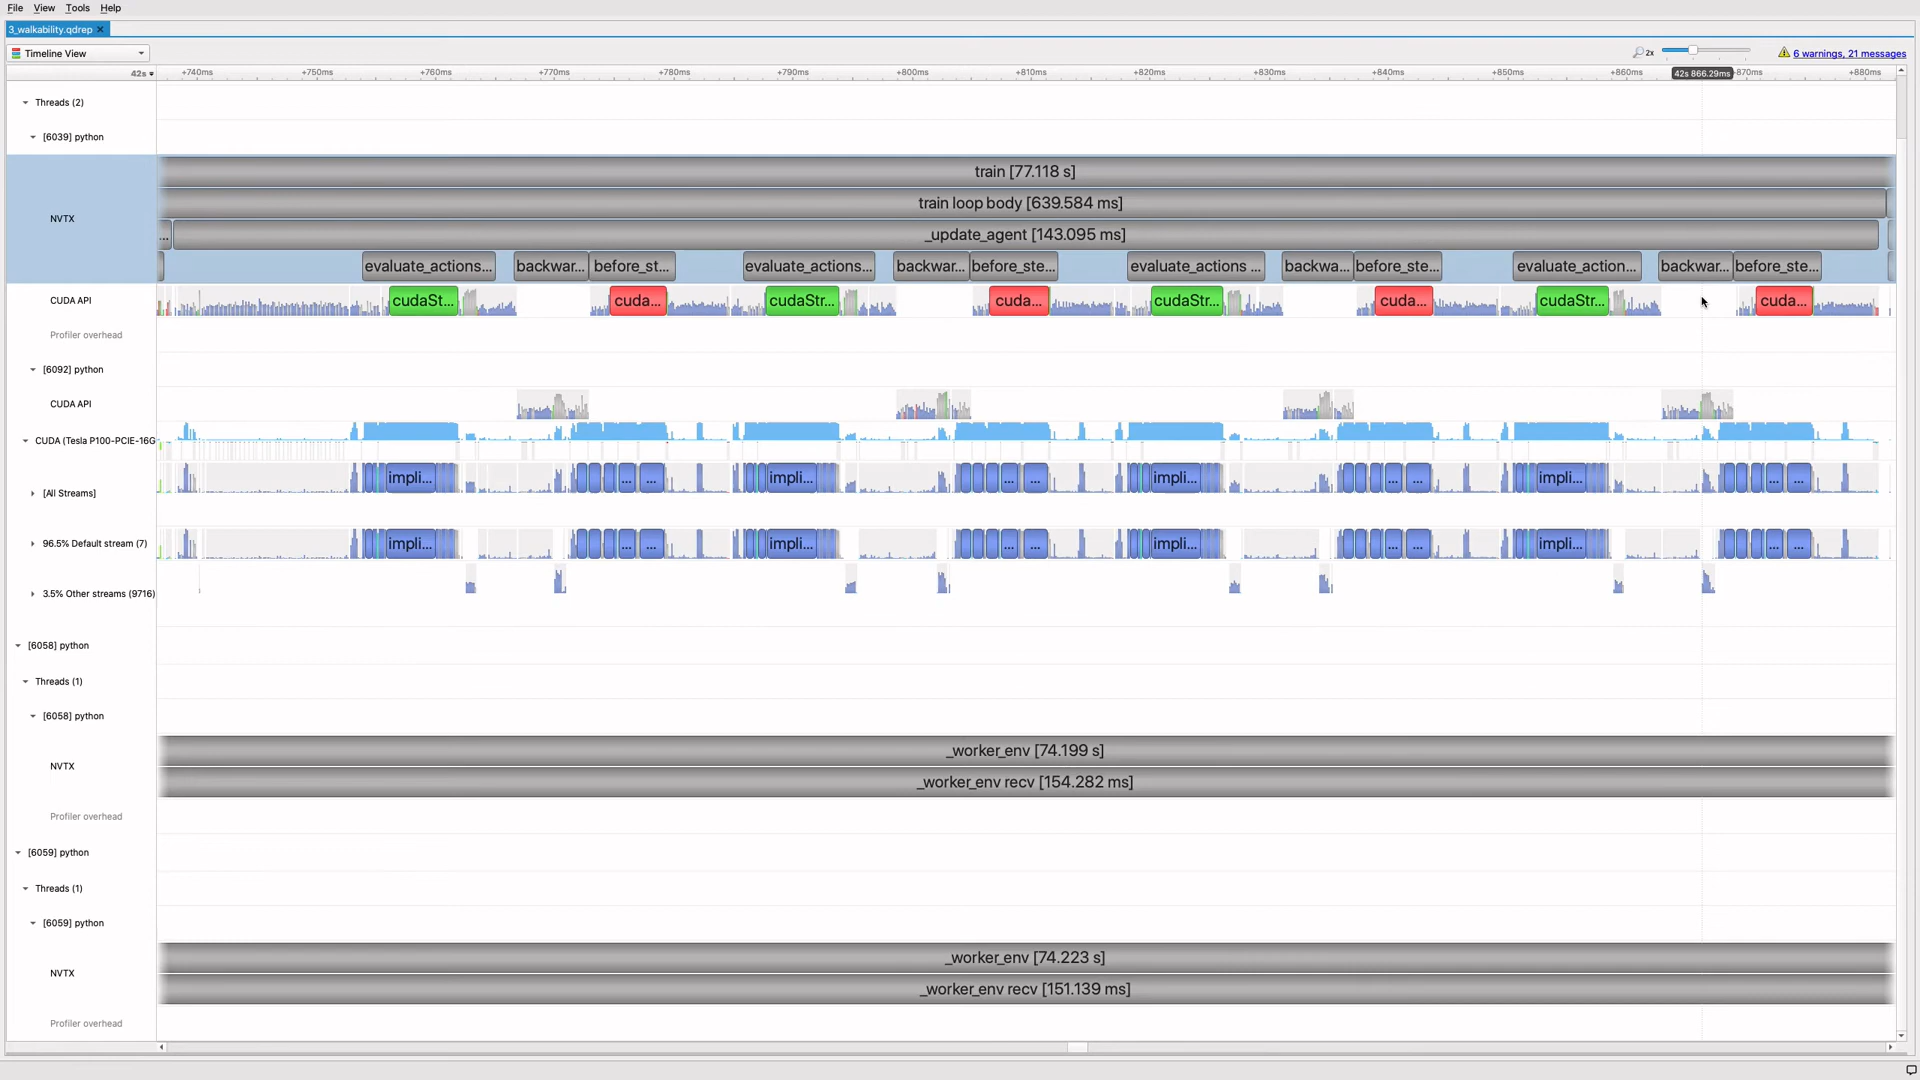 File View Tools Help
3_walkability.qdrep
Timeline View
2x
6 warnings, 21 messages
42s
+740ms +750ms +760ms +770ms +780ms +790ms +800ms +810ms +820ms +830ms +840ms +850ms +860ms 42s 866.29ms +870ms +880ms
Threads (2)
[6039] python
train [77.118 s]
train loop body [639.584 ms]
NVTX
... _update_agent [143.095 ms]
evaluate_actions... backwar... before_st... evaluate_actions... backwar... before_ste... evaluate_actions ... backwa... before_ste... evaluate_action... backwar... before_ste...
CUDA API cudaSt... cuda... cudaStr... cuda... cudaStr... cuda... cudaStr... cuda...
Profiler overhead
[6092] python
CUDA API
CUDA (Tesla P100-PCIE-16G
[All Streams] impli... ... ... impli... ... ... impli... ... ... impli... ... ...
96.5% Default stream (7) impli... ... ... impli... ... ... impli... ... ... impli... ... ...
3.5% Other streams (9716)
[6058] python
Threads (1)
[6058] python
_worker_env [74.199 s]
NVTX
_worker_env recv [154.282 ms]
Profiler overhead
[6059] python
Threads (1)
[6059] python
_worker_env [74.223 s]
NVTX
_worker_env recv [151.139 ms]
Profiler overhead